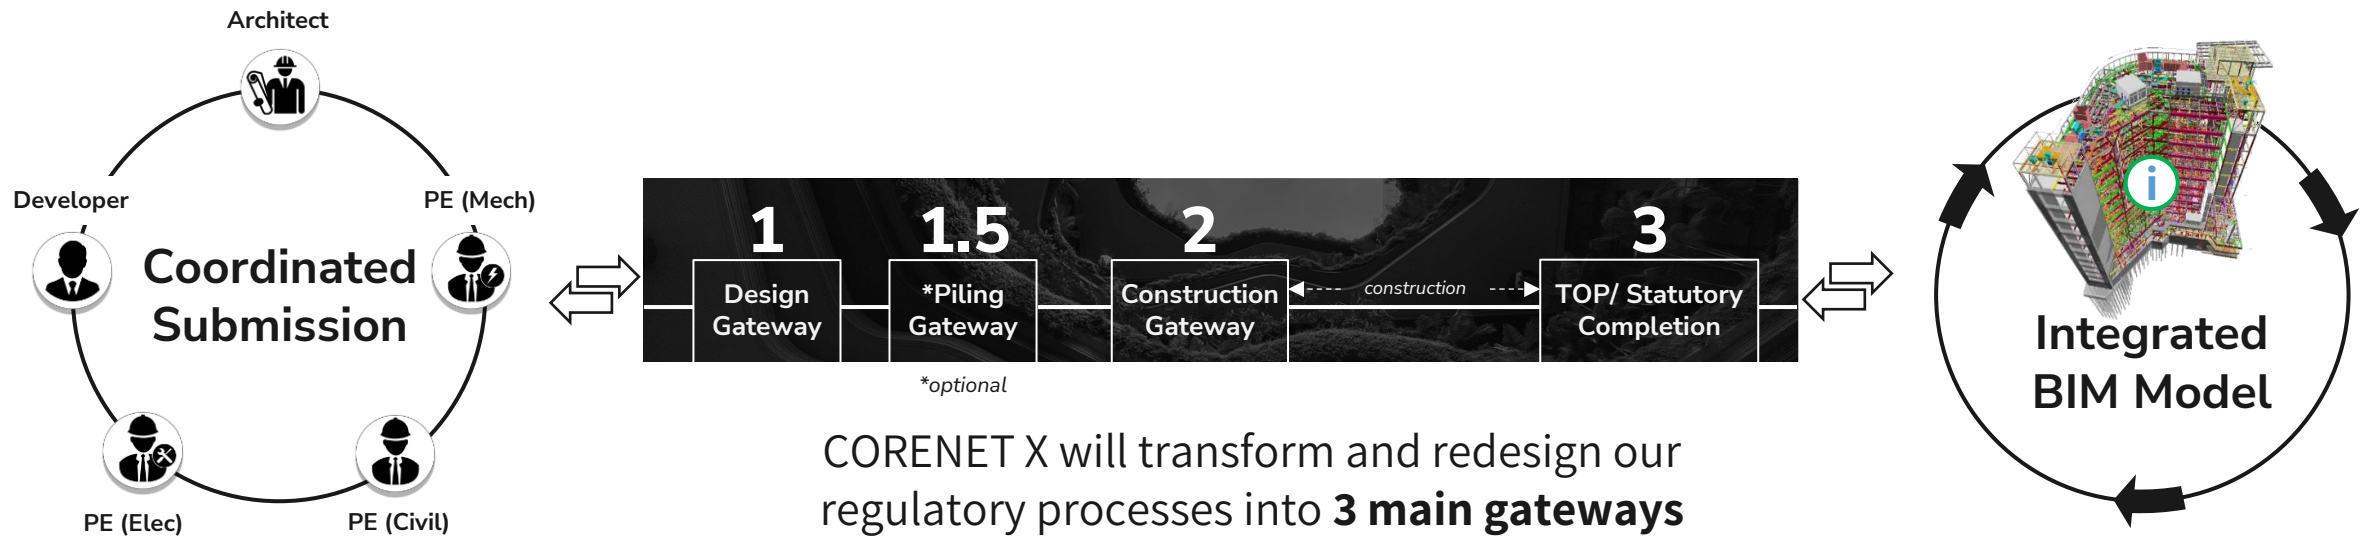 Architect
Developer
PE (Mech)
Coordinated
Submission
PE (Elec)
PE (Civil)
1
Design
Gateway
1.5
*Piling
Gateway
*optional
2
Construction
Gateway
construction
3
TOP/ Statutory
Completion
CORENET X will transform and redesign our
regulatory processes into 3 main gateways
i
Integrated
BIM Model